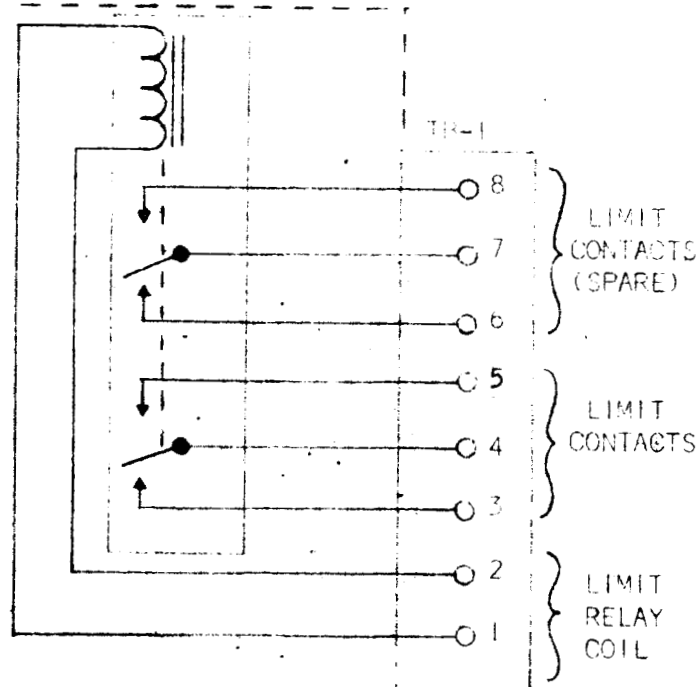 TB-1
8
7
6
LIMIT
CONTACTS
(SPARE)
5
4
3
LIMIT
CONTACTS
2
1
LIMIT
RELAY
COIL